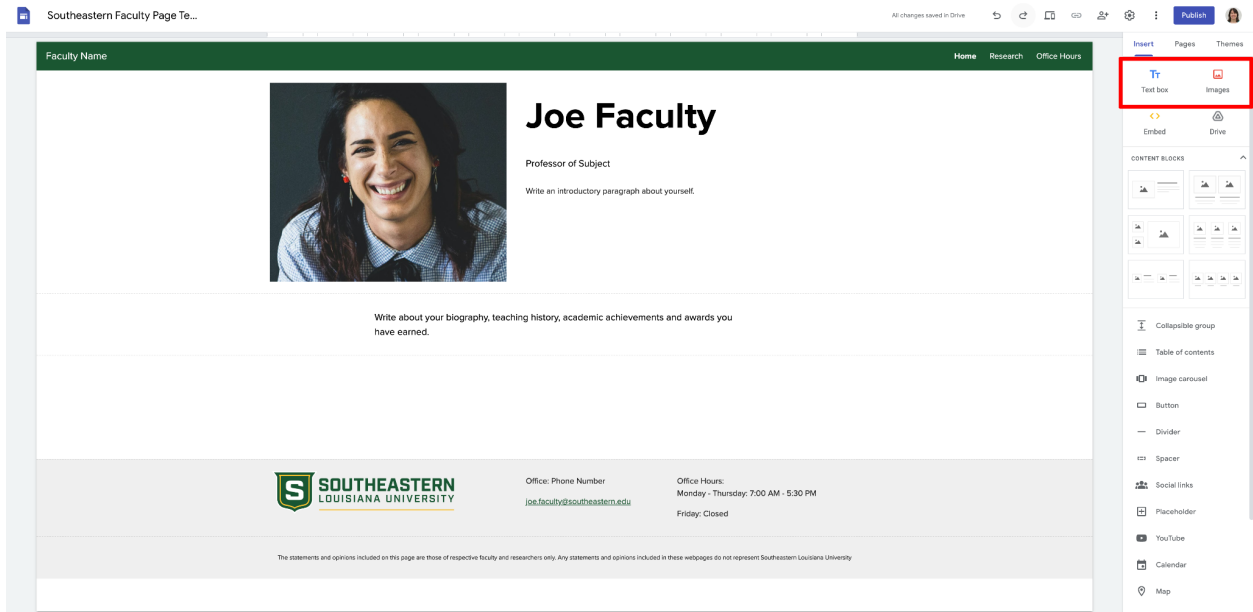 Southeastern Faculty Page Te...
All changes saved in Drive
Publish
Faculty Name
Home Research Office Hours
Joe Faculty
Professor of Subject
Write an introductory paragraph about yourself.
Write about your biography, teaching history, academic achievements and awards you
have earned.
S SOUTHEASTERN
LOUISIANA UNIVERSITY
Office: Phone Number
joe.faculty@southeastern.edu
Office Hours:
Monday - Thursday: 7:00 AM - 5:30 PM
Friday: Closed
The statements and opinions included on this page are those of respective faculty and researchers only. Any statements and opinions included in these webpages do not represent Southeastern Louisiana University
Insert Pages Themes
Text box Images
Embed Drive
CONTENT BLOCKS
Collapsible group
Table of contents
Image carousel
Button
Divider
Spacer
Social links
Placeholder
YouTube
Calendar
Map